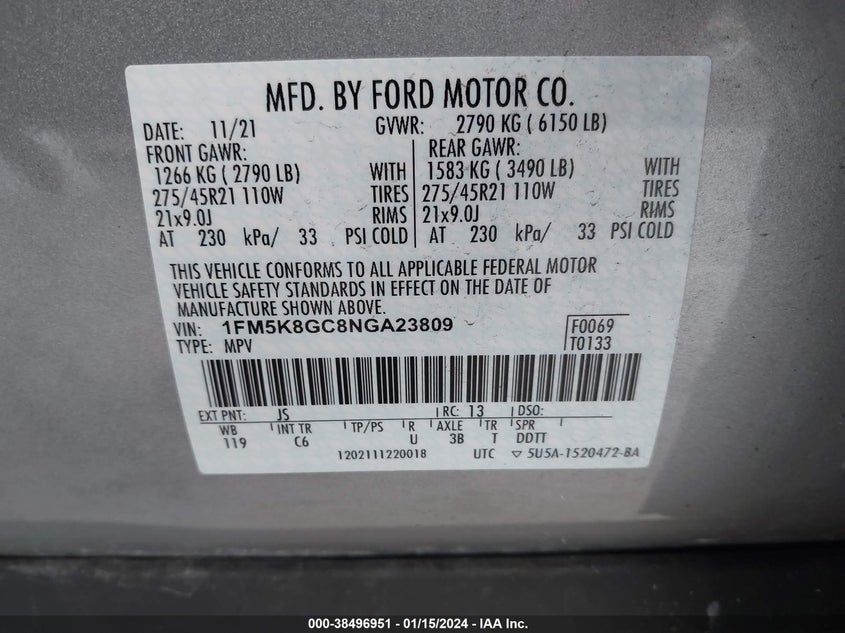 MFD. BY FORD MOTOR CO.
DATE: 11/21 GVWR: 2790 KG ( 6150 LB)
FRONT GAWR: REAR GAWR:
1266 KG ( 2790 LB) WITH 1583 KG ( 3490 LB) WITH
275/45R21 110W TIRES 275/45R21 110W TIRES
21x9.0J RIMS 21x9.0J RIMS
AT 230 kPa/ 33 PSI COLD AT 230 kPa/ 33 PSI COLD
THIS VEHICLE CONFORMS TO ALL APPLICABLE FEDERAL MOTOR
VEHICLE SAFETY STANDARDS IN EFFECT ON THE DATE OF
MANUFACTURE SHOWN ABOVE.
VIN: 1FM5K8GC8NGA23809 F0069
TYPE: MPV T0133
EXT PNT: JS RC: 13 DSO:
WB INT TR TP/PS R AXLE TR SPR
119 C6 U 3B T DDTT
1202111220018 UTC ▽ 5U5A-1520472-BA
000-38496951 — 01/15/2024 — IAA Inc.